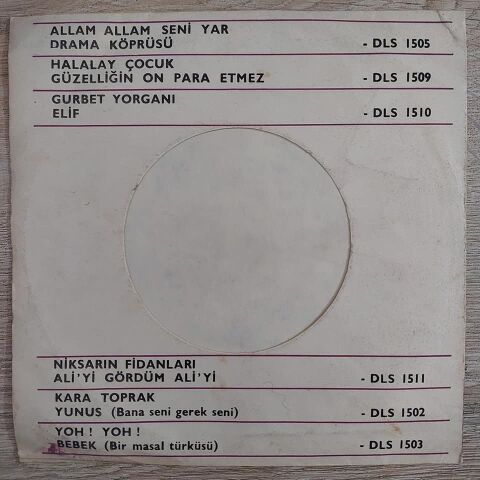 ALLAM ALLAM SENİ YAR
DRAMA KÖPRÜSÜ - DLS 1505
HALALAY ÇOCUK
GÜZELLİĞİN ON PARA ETMEZ - DLS 1509
GURBET YORGANI
ELİF - DLS 1510
NİKSARIN FİDANLARI
ALİ'Yİ GÖRDÜM ALİ'Yİ - DLS 1511
KARA TOPRAK
YUNUS (Bana seni gerek seni) - DLS 1502
YOH ! YOH !
BEBEK (Bir masal türküsü) - DLS 1503